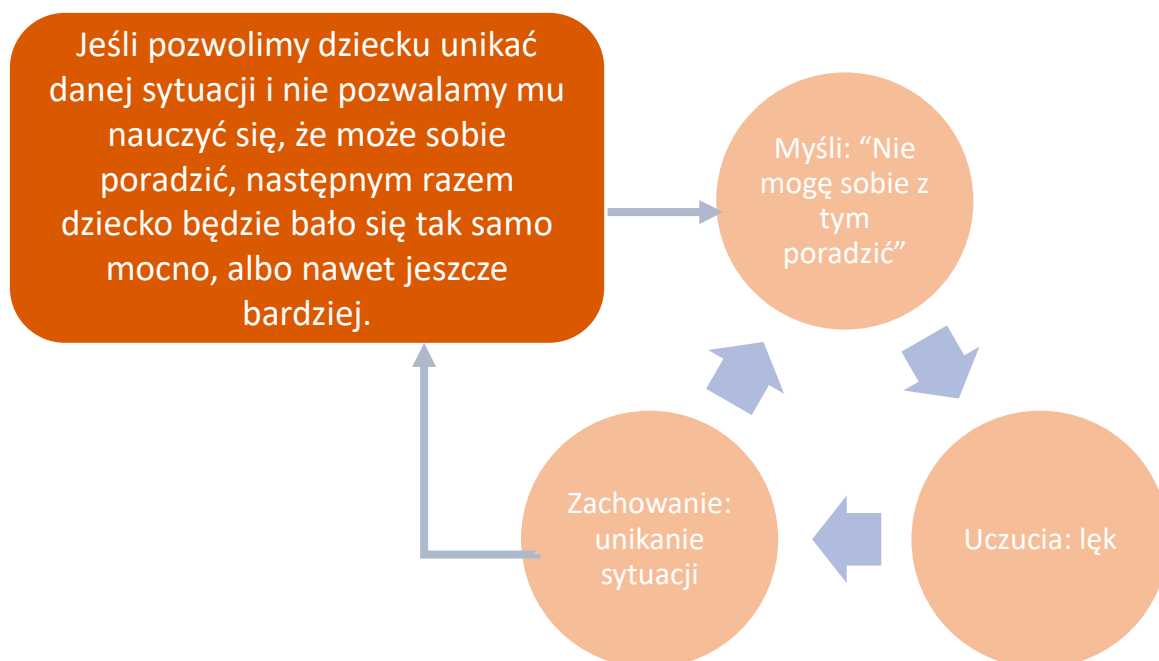 Jeśli pozwolimy dziecku unikać
danej sytuacji i nie pozwalamy mu
nauczyć się, że może sobie
poradzić, następnym razem
dziecko będzie bało się tak samo
mocno, albo nawet jeszcze
bardziej.
Myśli: “Nie
mogę sobie z
tym
poradzić”
Uczucia: lęk
Zachowanie:
unikanie
sytuacji